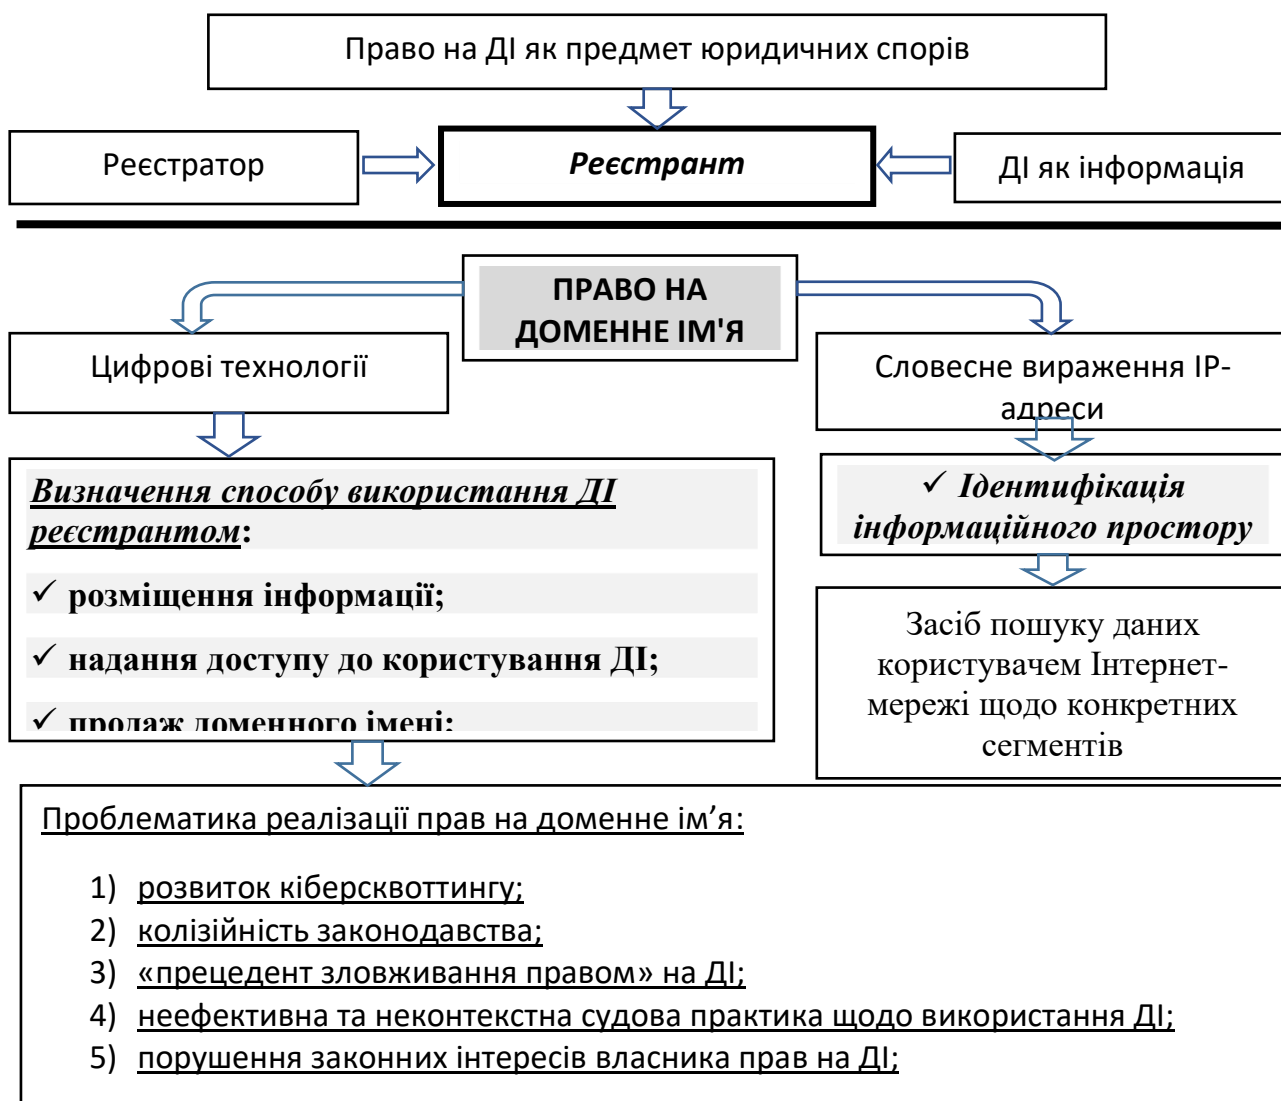 Право на ДІ як предмет юридичних спорів
Реєстратор
Реєстрант
ДІ як інформація
ПРАВО НА
ДОМЕННЕ ІМ'Я
Цифрові технології
Словесне вираження ІР-
адреси
Визначення способу використання ДІ
реєстрантом:
✓ розміщення інформації;
✓ надання доступу до користування ДІ;
✓ продаж доменного імені;
✓ Ідентифікація
інформаційного простору
Засіб пошуку даних
користувачем Інтернет-
мережі щодо конкретних
сегментів
Проблематика реалізації прав на доменне ім’я:
1) розвиток кіберсквоттингу;
2) колізійність законодавства;
3) «прецедент зловживання правом» на ДІ;
4) неефективна та неконтекстна судова практика щодо використання ДІ;
5) порушення законних інтересів власника прав на ДІ;